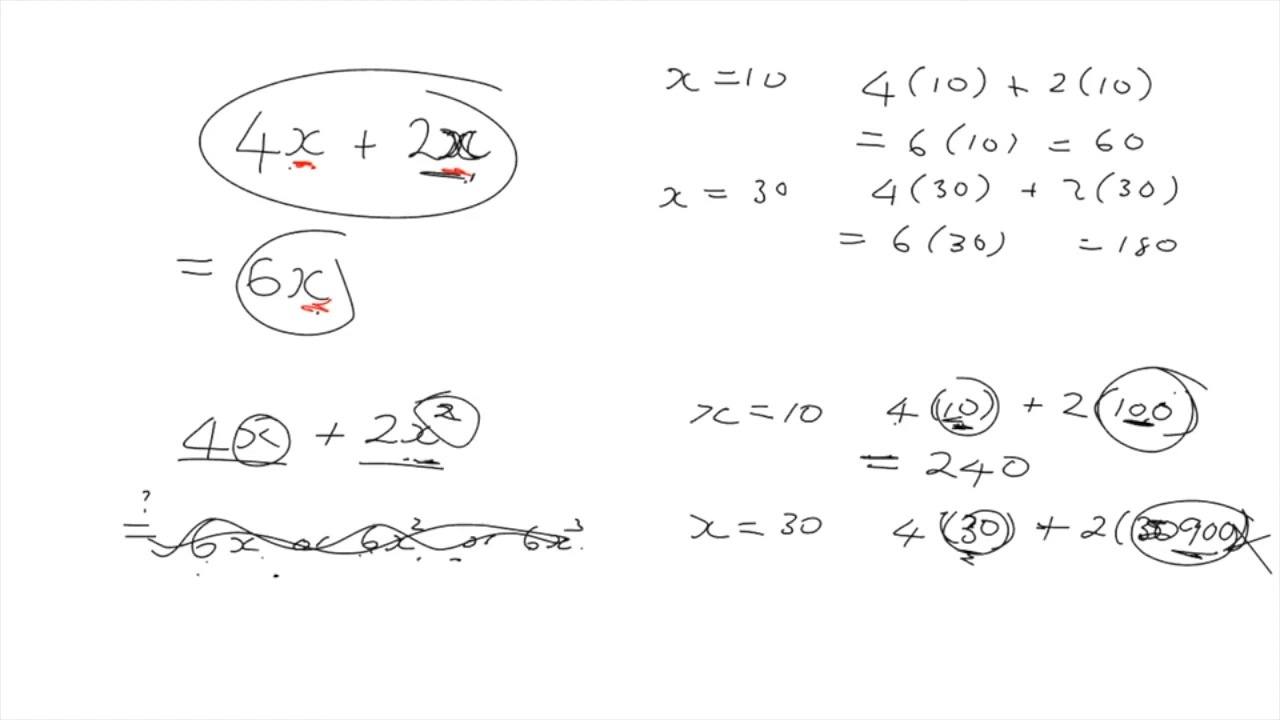 4x + 2x
= 6x
x = 10 4(10) + 2(10)
= 6(10) = 60
x = 30 4(30) + 2(30)
= 6(30) = 180
4x + 2x²
?
= 6x or 6x² or 6x³
x = 10 4(10) + 2(100)
= 240
x = 30 4(30) + 2(900)